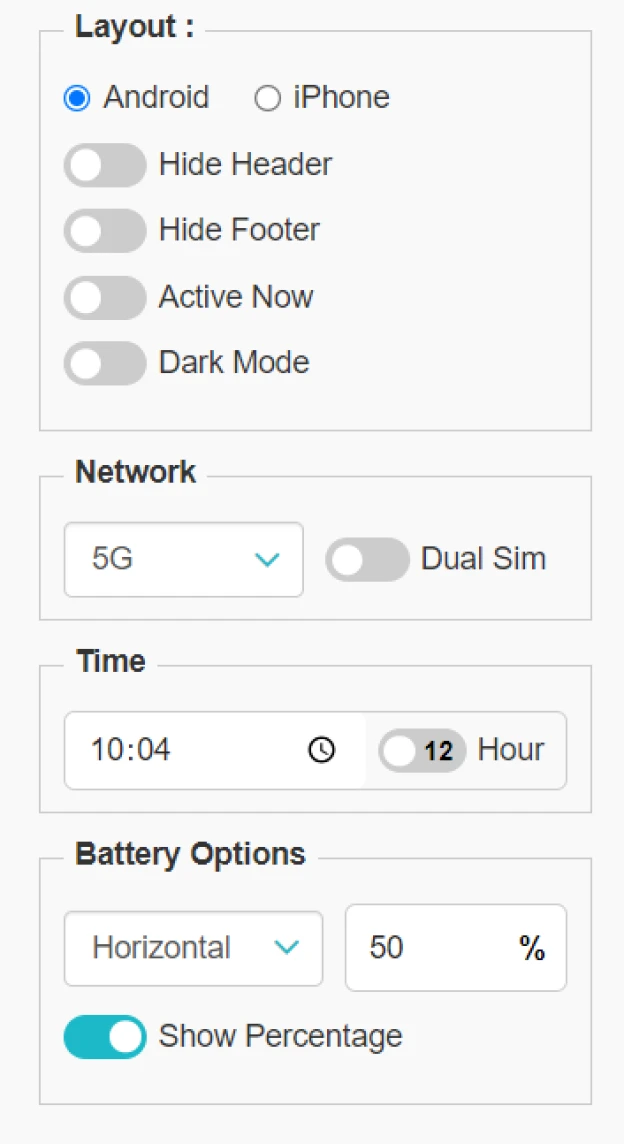 Layout :
Android iPhone
Hide Header
Hide Footer
Active Now
Dark Mode
Network
5G Dual Sim
Time
10:04 12 Hour
Battery Options
Horizontal 50 %
Show Percentage